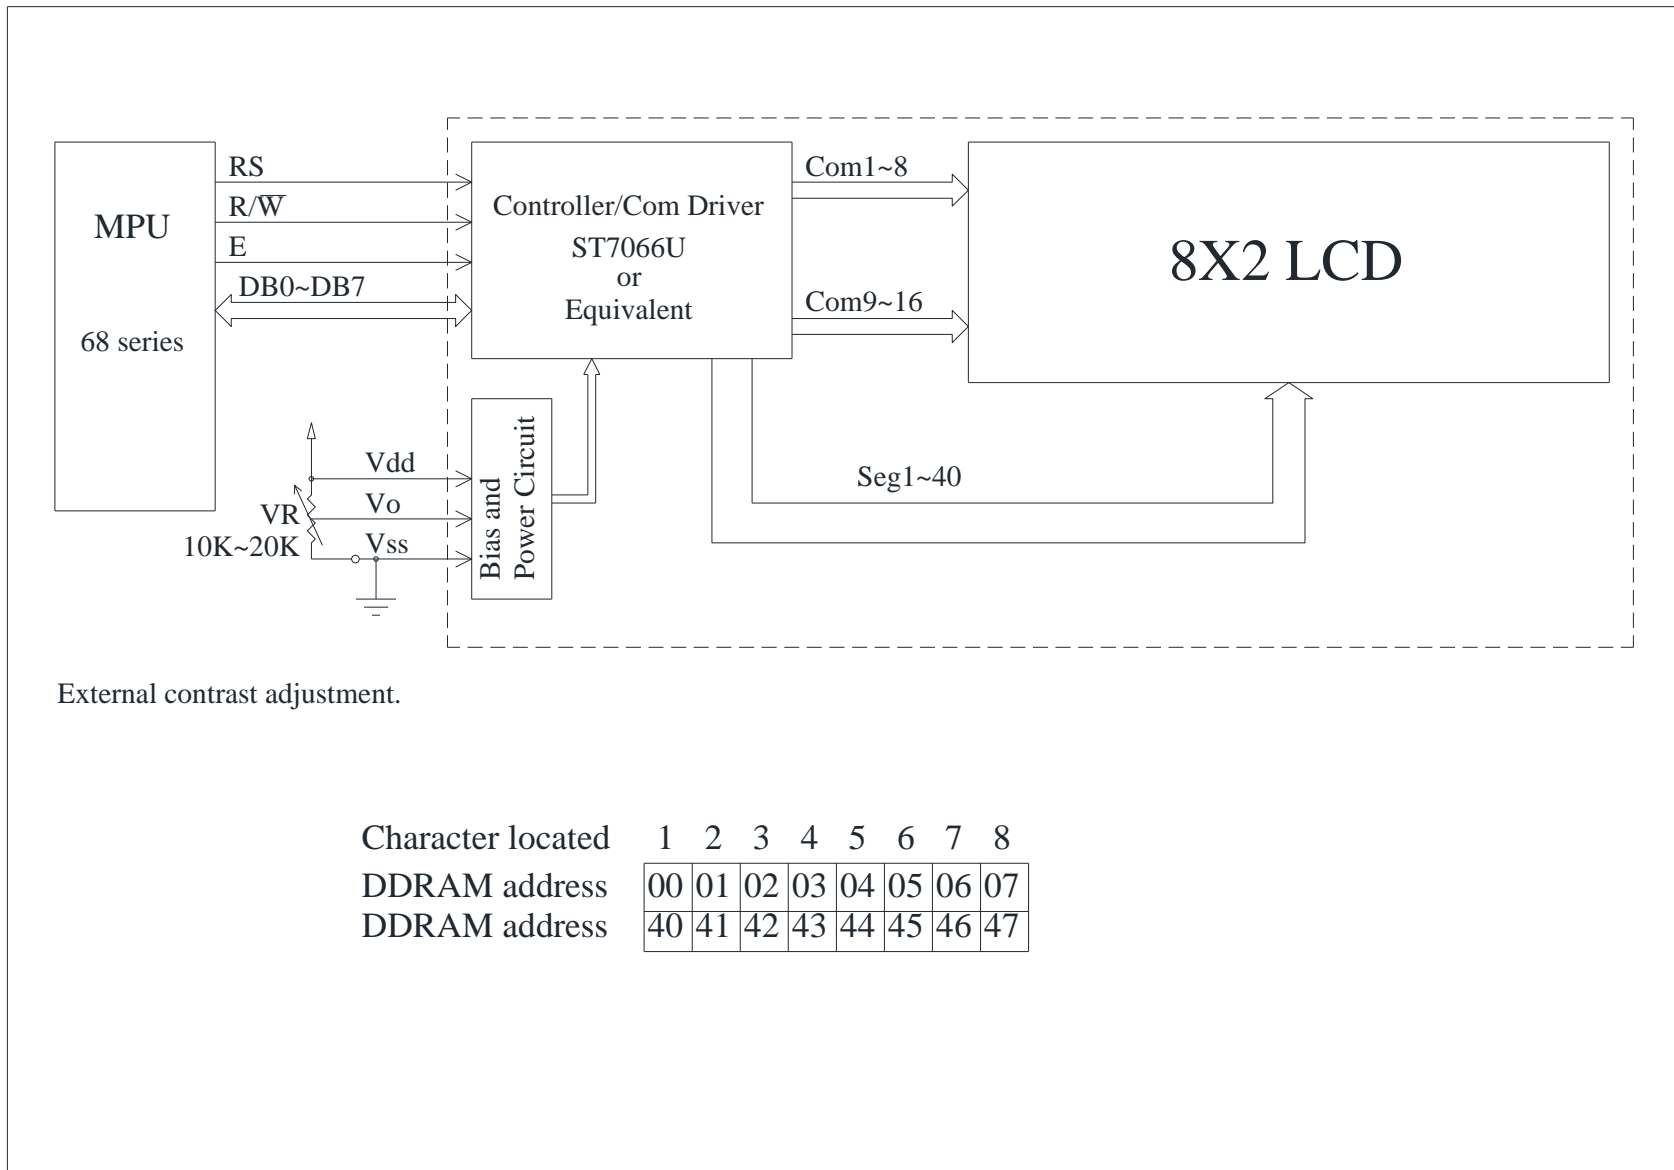 MPU
68 series
RS
R/W̅
E
DB0~DB7
Controller/Com Driver
ST7066U
or
Equivalent
Com1~8
Com9~16
8X2 LCD
Seg1~40
Vdd
Vo
Vss
VR
10K~20K
Bias and
Power Circuit
External contrast adjustment.
Character located 1 2 3 4 5 6 7 8
DDRAM address 00 01 02 03 04 05 06 07
DDRAM address 40 41 42 43 44 45 46 47